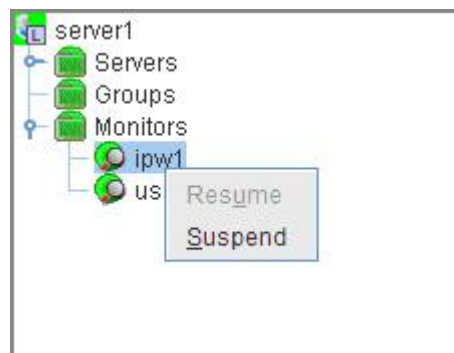 server1
Servers
Groups
Monitors
ipw1
us
Resume
Suspend